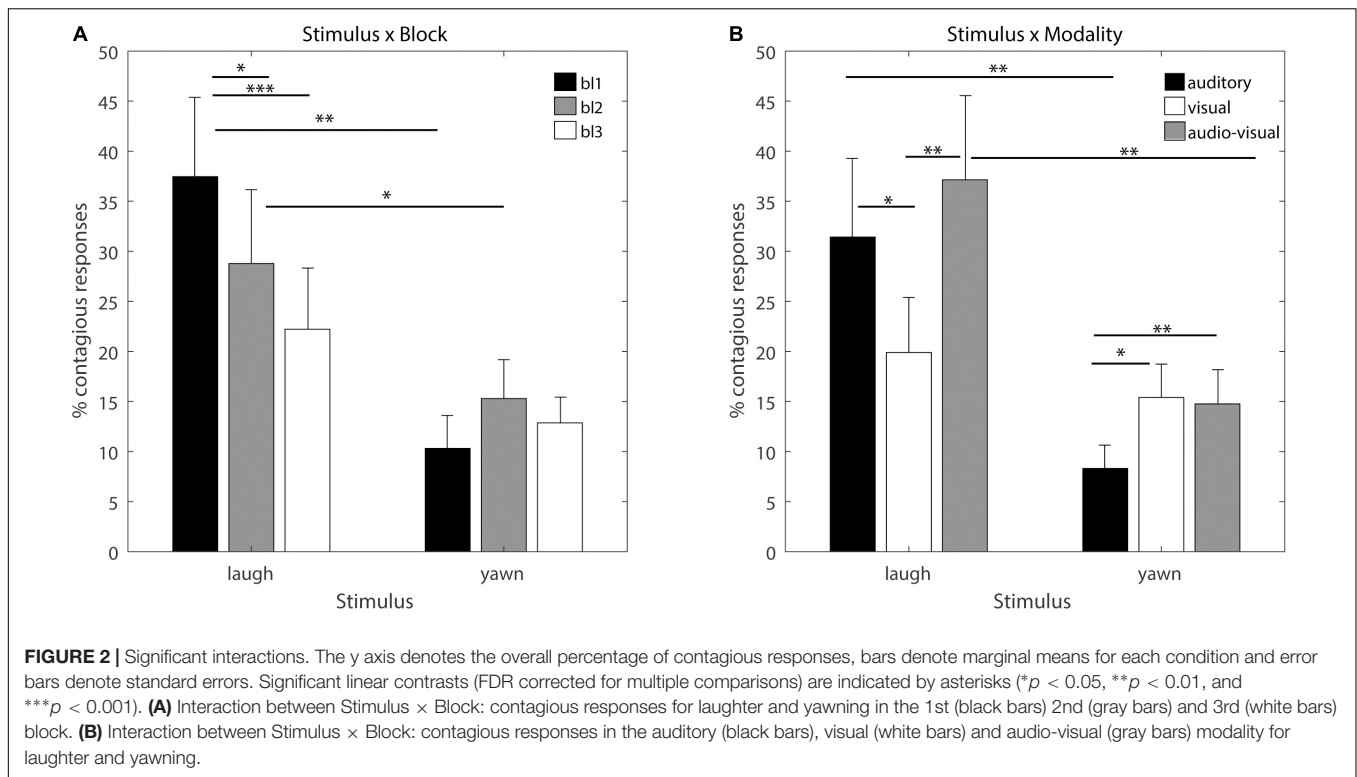 A
Stimulus x Block
50
45
40
35
30
25
20
15
10
5
0
% contagious responses
*
***
**
*
bl1
bl2
bl3
laugh
yawn
Stimulus
B
Stimulus x Modality
50
45
40
35
30
25
20
15
10
5
0
% contagious responses
**
**
**
*
**
*
auditory
visual
audio-visual
laugh
yawn
Stimulus
FIGURE 2 | Significant interactions. The y axis denotes the overall percentage of contagious responses, bars denote marginal means for each condition and error
bars denote standard errors. Significant linear contrasts (FDR corrected for multiple comparisons) are indicated by asterisks (*p < 0.05, **p < 0.01, and
***p < 0.001). (A) Interaction between Stimulus × Block: contagious responses for laughter and yawning in the 1st (black bars) 2nd (gray bars) and 3rd (white bars)
block. (B) Interaction between Stimulus × Block: contagious responses in the auditory (black bars), visual (white bars) and audio-visual (gray bars) modality for
laughter and yawning.